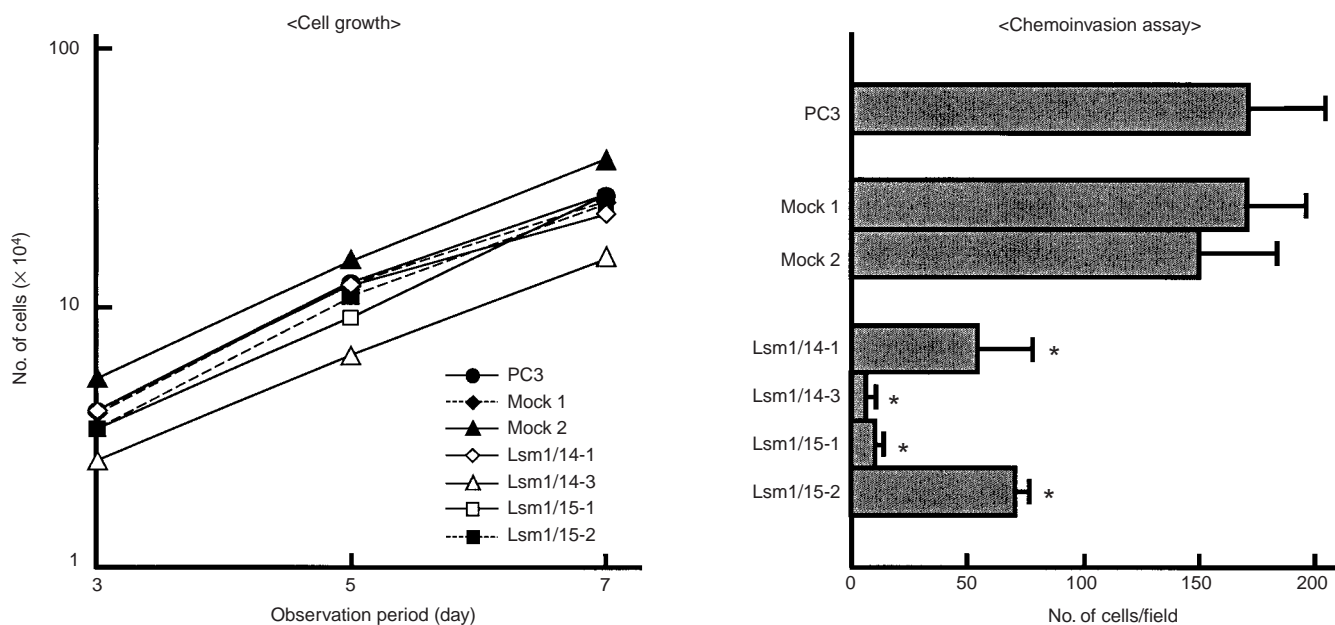 <Cell growth>
100
10
1
No. of cells (× 10⁴)
3 5 7
Observation period (day)
PC3
Mock 1
Mock 2
Lsm1/14-1
Lsm1/14-3
Lsm1/15-1
Lsm1/15-2
<Chemoinvasion assay>
PC3
Mock 1
Mock 2
Lsm1/14-1 *
Lsm1/14-3 *
Lsm1/15-1 *
Lsm1/15-2 *
0 50 100 150 200
No. of cells/field